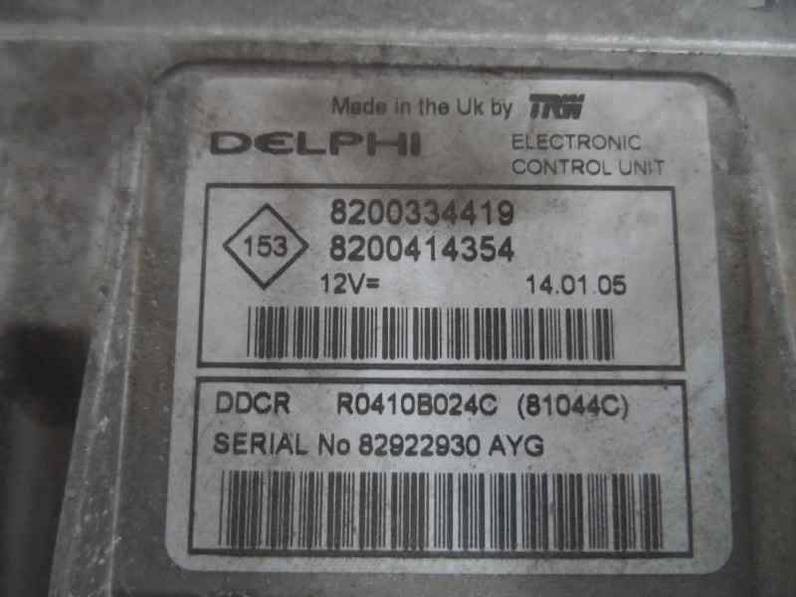 Made in the Uk by TRW
DELPHI ELECTRONIC
CONTROL UNIT
153
8200334419
8200414354
12V= 14.01.05
DDCR R0410B024C (81044C)
SERIAL No 82922930 AYG